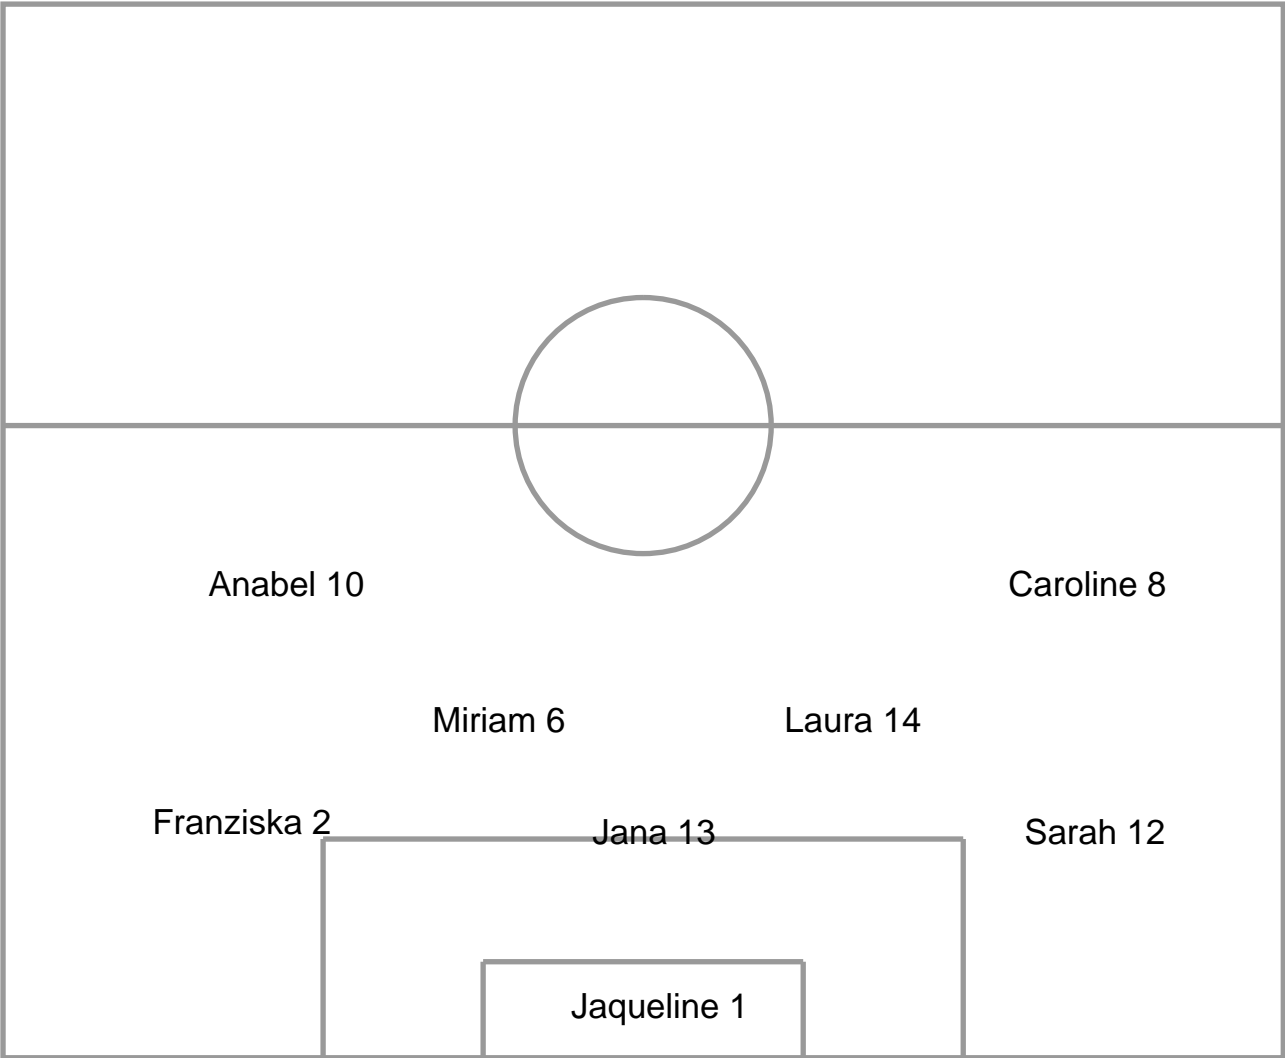 Anabel 10
Caroline 8
Miriam 6
Laura 14
Franziska 2
Jana 13
Sarah 12
Jaqueline 1